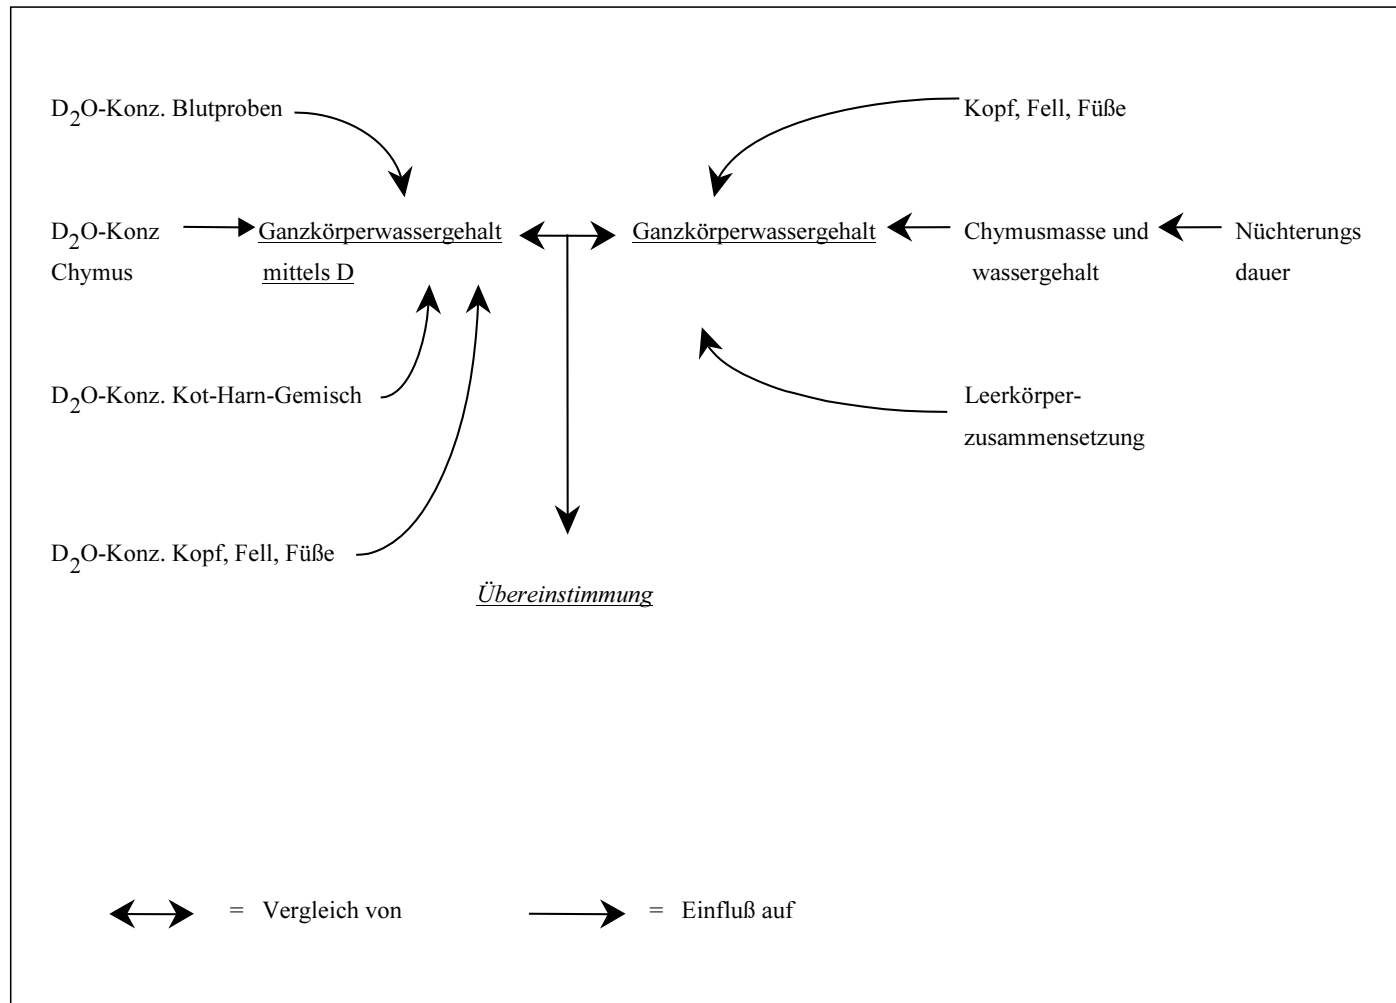 D2O-Konz. Blutproben
Kopf, Fell, Füße
D2O-Konz
Chymus
Ganzkörperwassergehalt
mittels D
Ganzkörperwassergehalt
Chymusmasse und
wassergehalt
Nüchterungs
dauer
D2O-Konz. Kot-Harn-Gemisch
Leerkörper-
zusammensetzung
D2O-Konz. Kopf, Fell, Füße
Übereinstimmung
= Vergleich von
= Einfluß auf